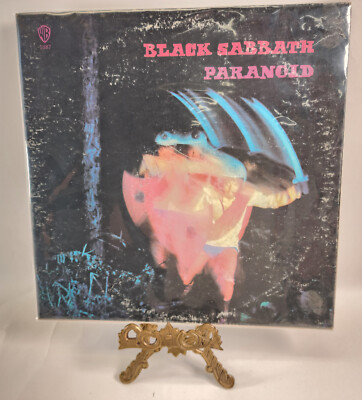 W
BLACK SABBATH
PARANOID